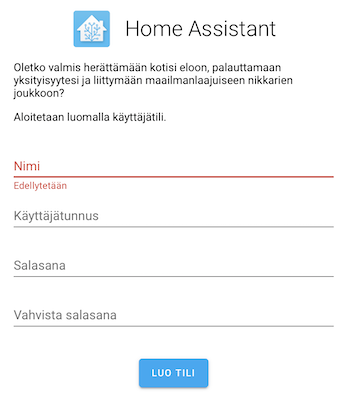 Home Assistant
Oletko valmis herättämään kotisi eloon, palauttamaan
yksityisyytesi ja liittymään maailmanlaajuiseen nikkarien
joukkoon?
Aloitetaan luomalla käyttäjätili.
Nimi
Edellytetään
Käyttäjätunnus
Salasana
Vahvista salasana
LUO TILI